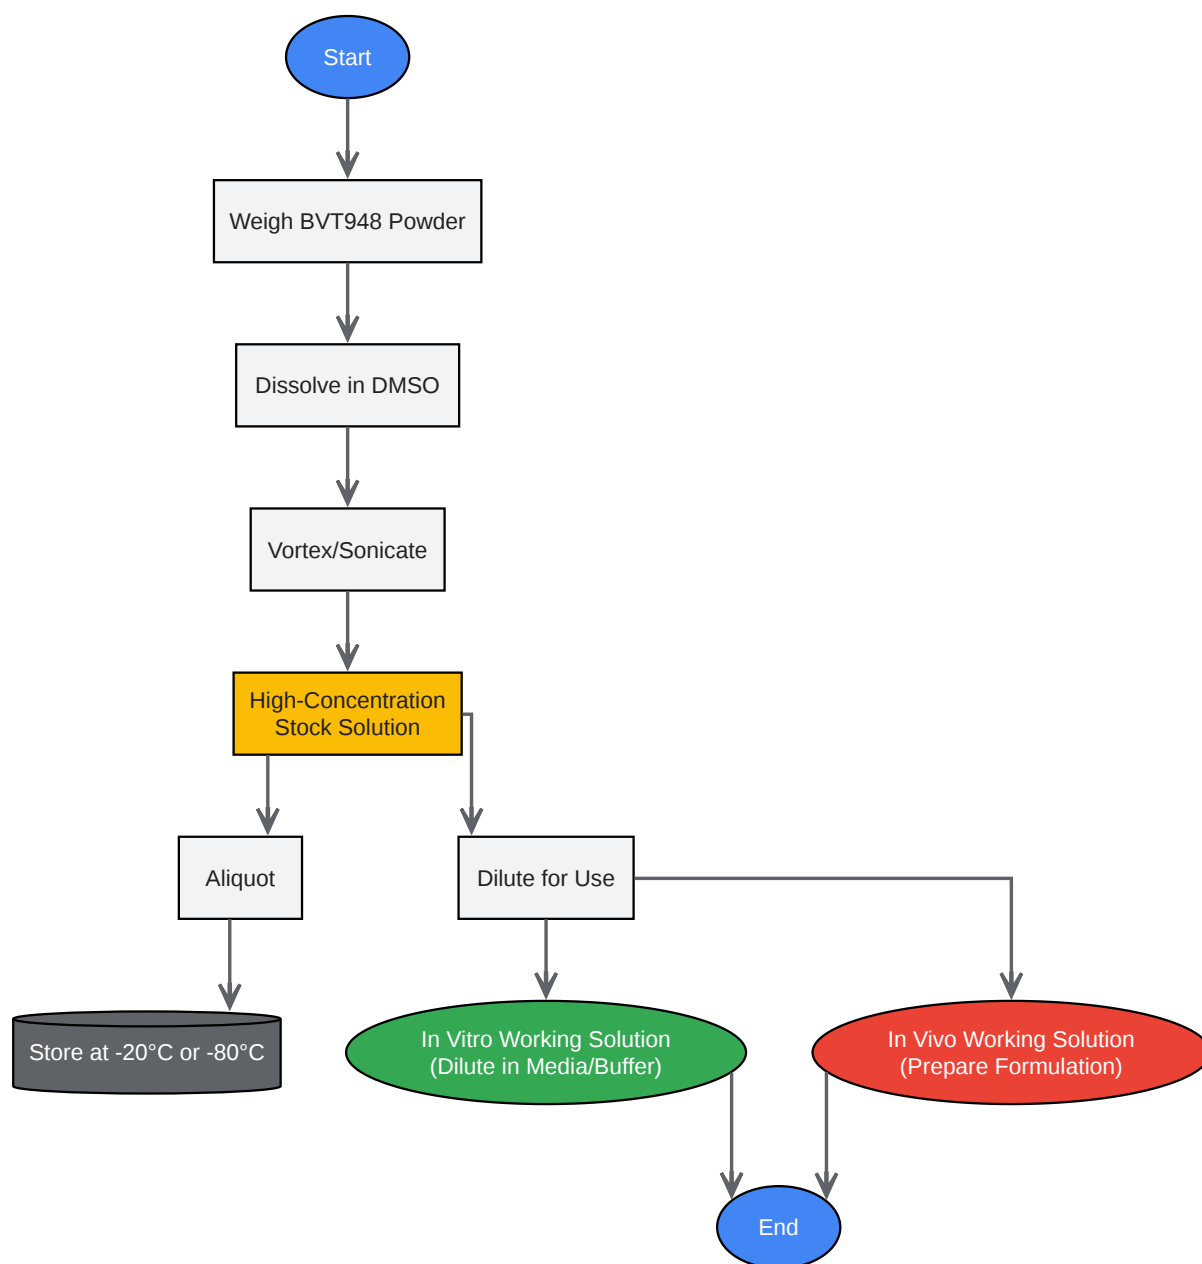 Start
Weigh BVT948 Powder
Dissolve in DMSO
Vortex/Sonicate
High-Concentration
Stock Solution
Aliquot
Dilute for Use
Store at -20°C or -80°C
In Vitro Working Solution
(Dilute in Media/Buffer)
In Vivo Working Solution
(Prepare Formulation)
End